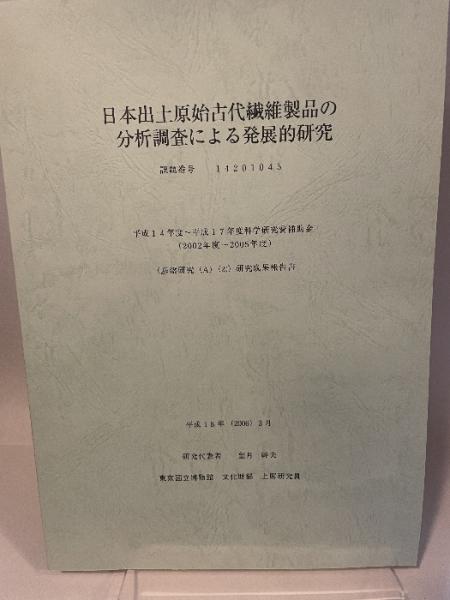 日本出土原始古代繊維製品の
分析調査による発展的研究
課題番号 14201045
平成14年度～平成17年度科学研究費補助金
(2002年度～2005年度)
(基盤研究(A)(2))研究成果報告書
平成18年(2006)3月
研究代表者 沢田
東京国立博物館 文化財部 上席研究員